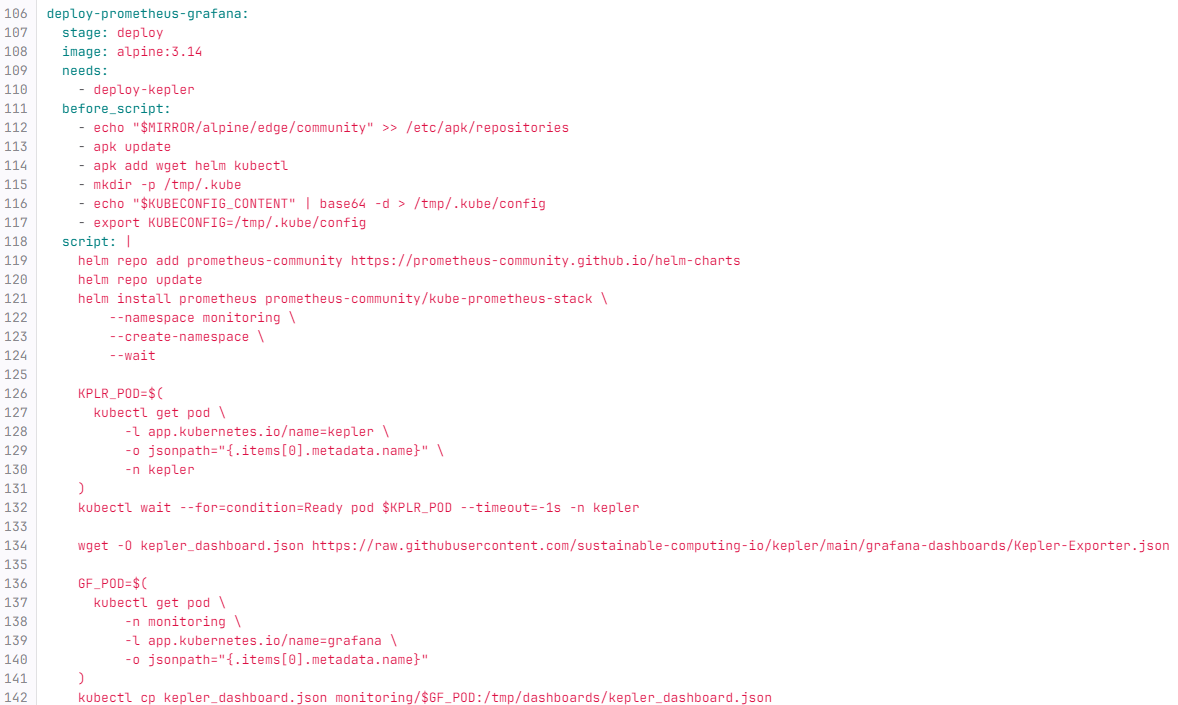 106 deploy-prometheus-grafana:
107   stage: deploy
108   image: alpine:3.14
109   needs:
110     - deploy-kepler
111   before_script:
112     - echo "$MIRROR/alpine/edge/community" >> /etc/apk/repositories
113     - apk update
114     - apk add wget helm kubectl
115     - mkdir -p /tmp/.kube
116     - echo "$KUBECONFIG_CONTENT" | base64 -d > /tmp/.kube/config
117     - export KUBECONFIG=/tmp/.kube/config
118   script: |
119     helm repo add prometheus-community https://prometheus-community.github.io/helm-charts
120     helm repo update
121     helm install prometheus prometheus-community/kube-prometheus-stack \
122         --namespace monitoring \
123         --create-namespace \
124         --wait
125
126     KPLR_POD=$(
127       kubectl get pod \
128           -l app.kubernetes.io/name=kepler \
129           -o jsonpath="{.items[0].metadata.name}" \
130           -n kepler
131     )
132     kubectl wait --for=condition=Ready pod $KPLR_POD --timeout=-1s -n kepler
133
134     wget -O kepler_dashboard.json https://raw.githubusercontent.com/sustainable-computing-io/kepler/main/grafana-dashboards/Kepler-Exporter.json
135
136     GF_POD=$(
137       kubectl get pod \
138           -n monitoring \
139           -l app.kubernetes.io/name=grafana \
140           -o jsonpath="{.items[0].metadata.name}"
141     )
142     kubectl cp kepler_dashboard.json monitoring/$GF_POD:/tmp/dashboards/kepler_dashboard.json